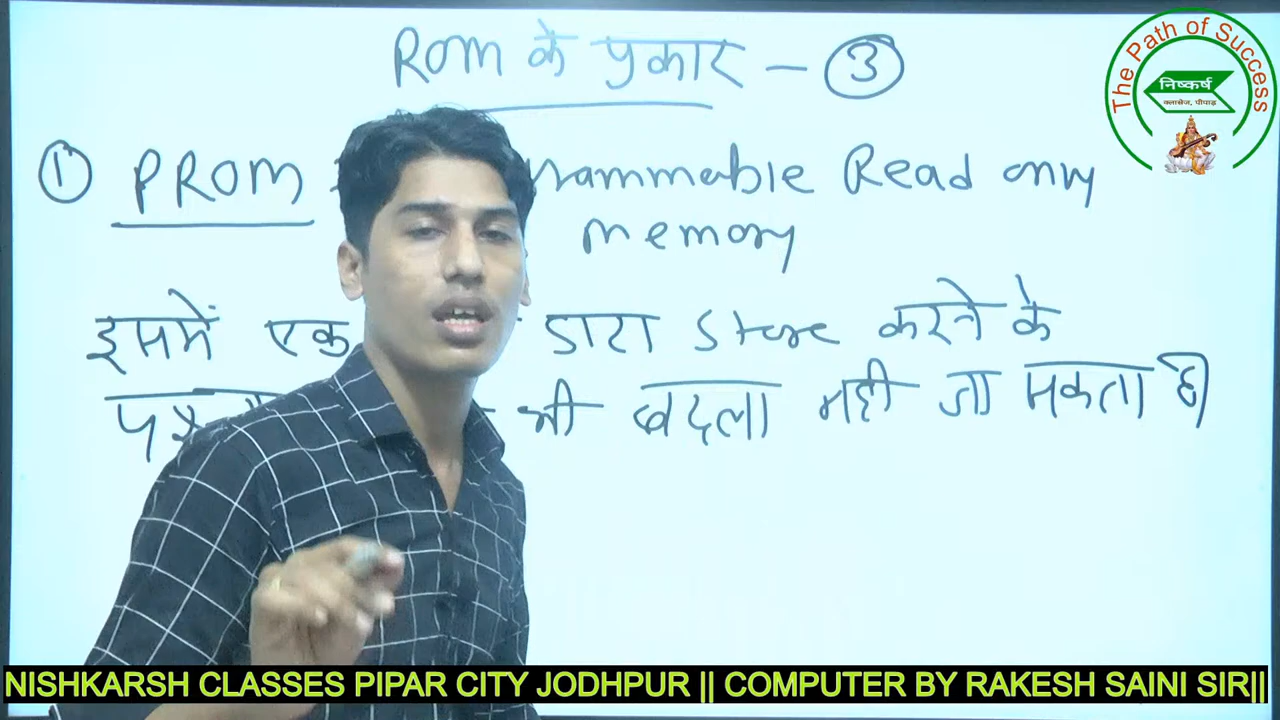 ROM के प्रकार - ③
① PROM rammable Read only
memory
इसमें एक डाटा Store करने के
भी बदला नही जा सकता है
The Path of Success
निष्कर्ष
क्लासेज, पीपाड़
NISHKARSH CLASSES PIPAR CITY JODHPUR || COMPUTER BY RAKESH SAINI SIR||